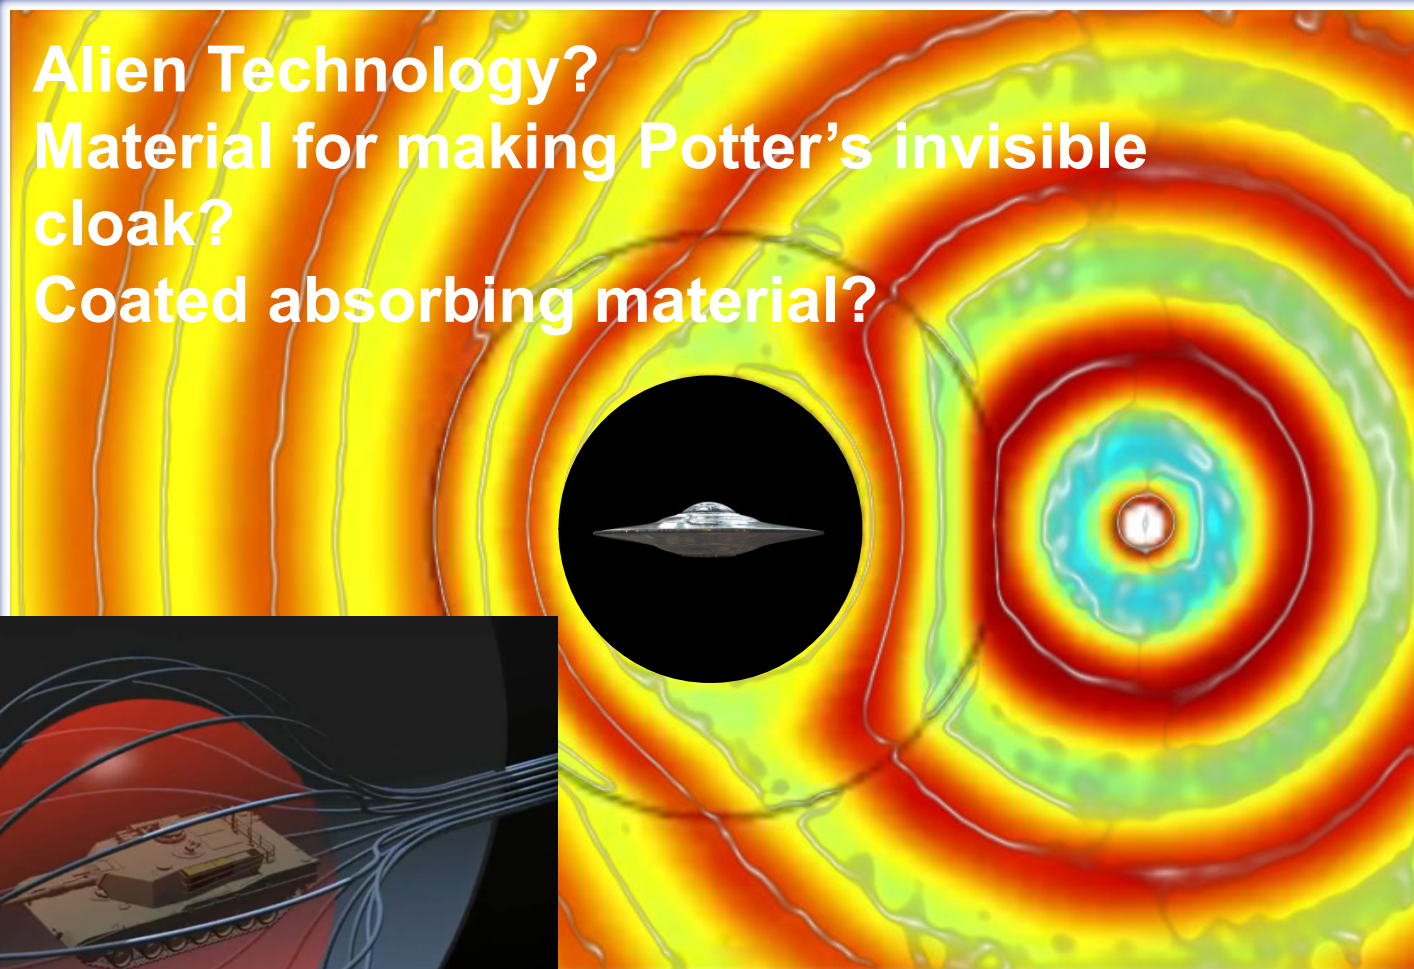 Alien Technology?
Material for making Potter’s invisible
cloak?
Coated absorbing material?